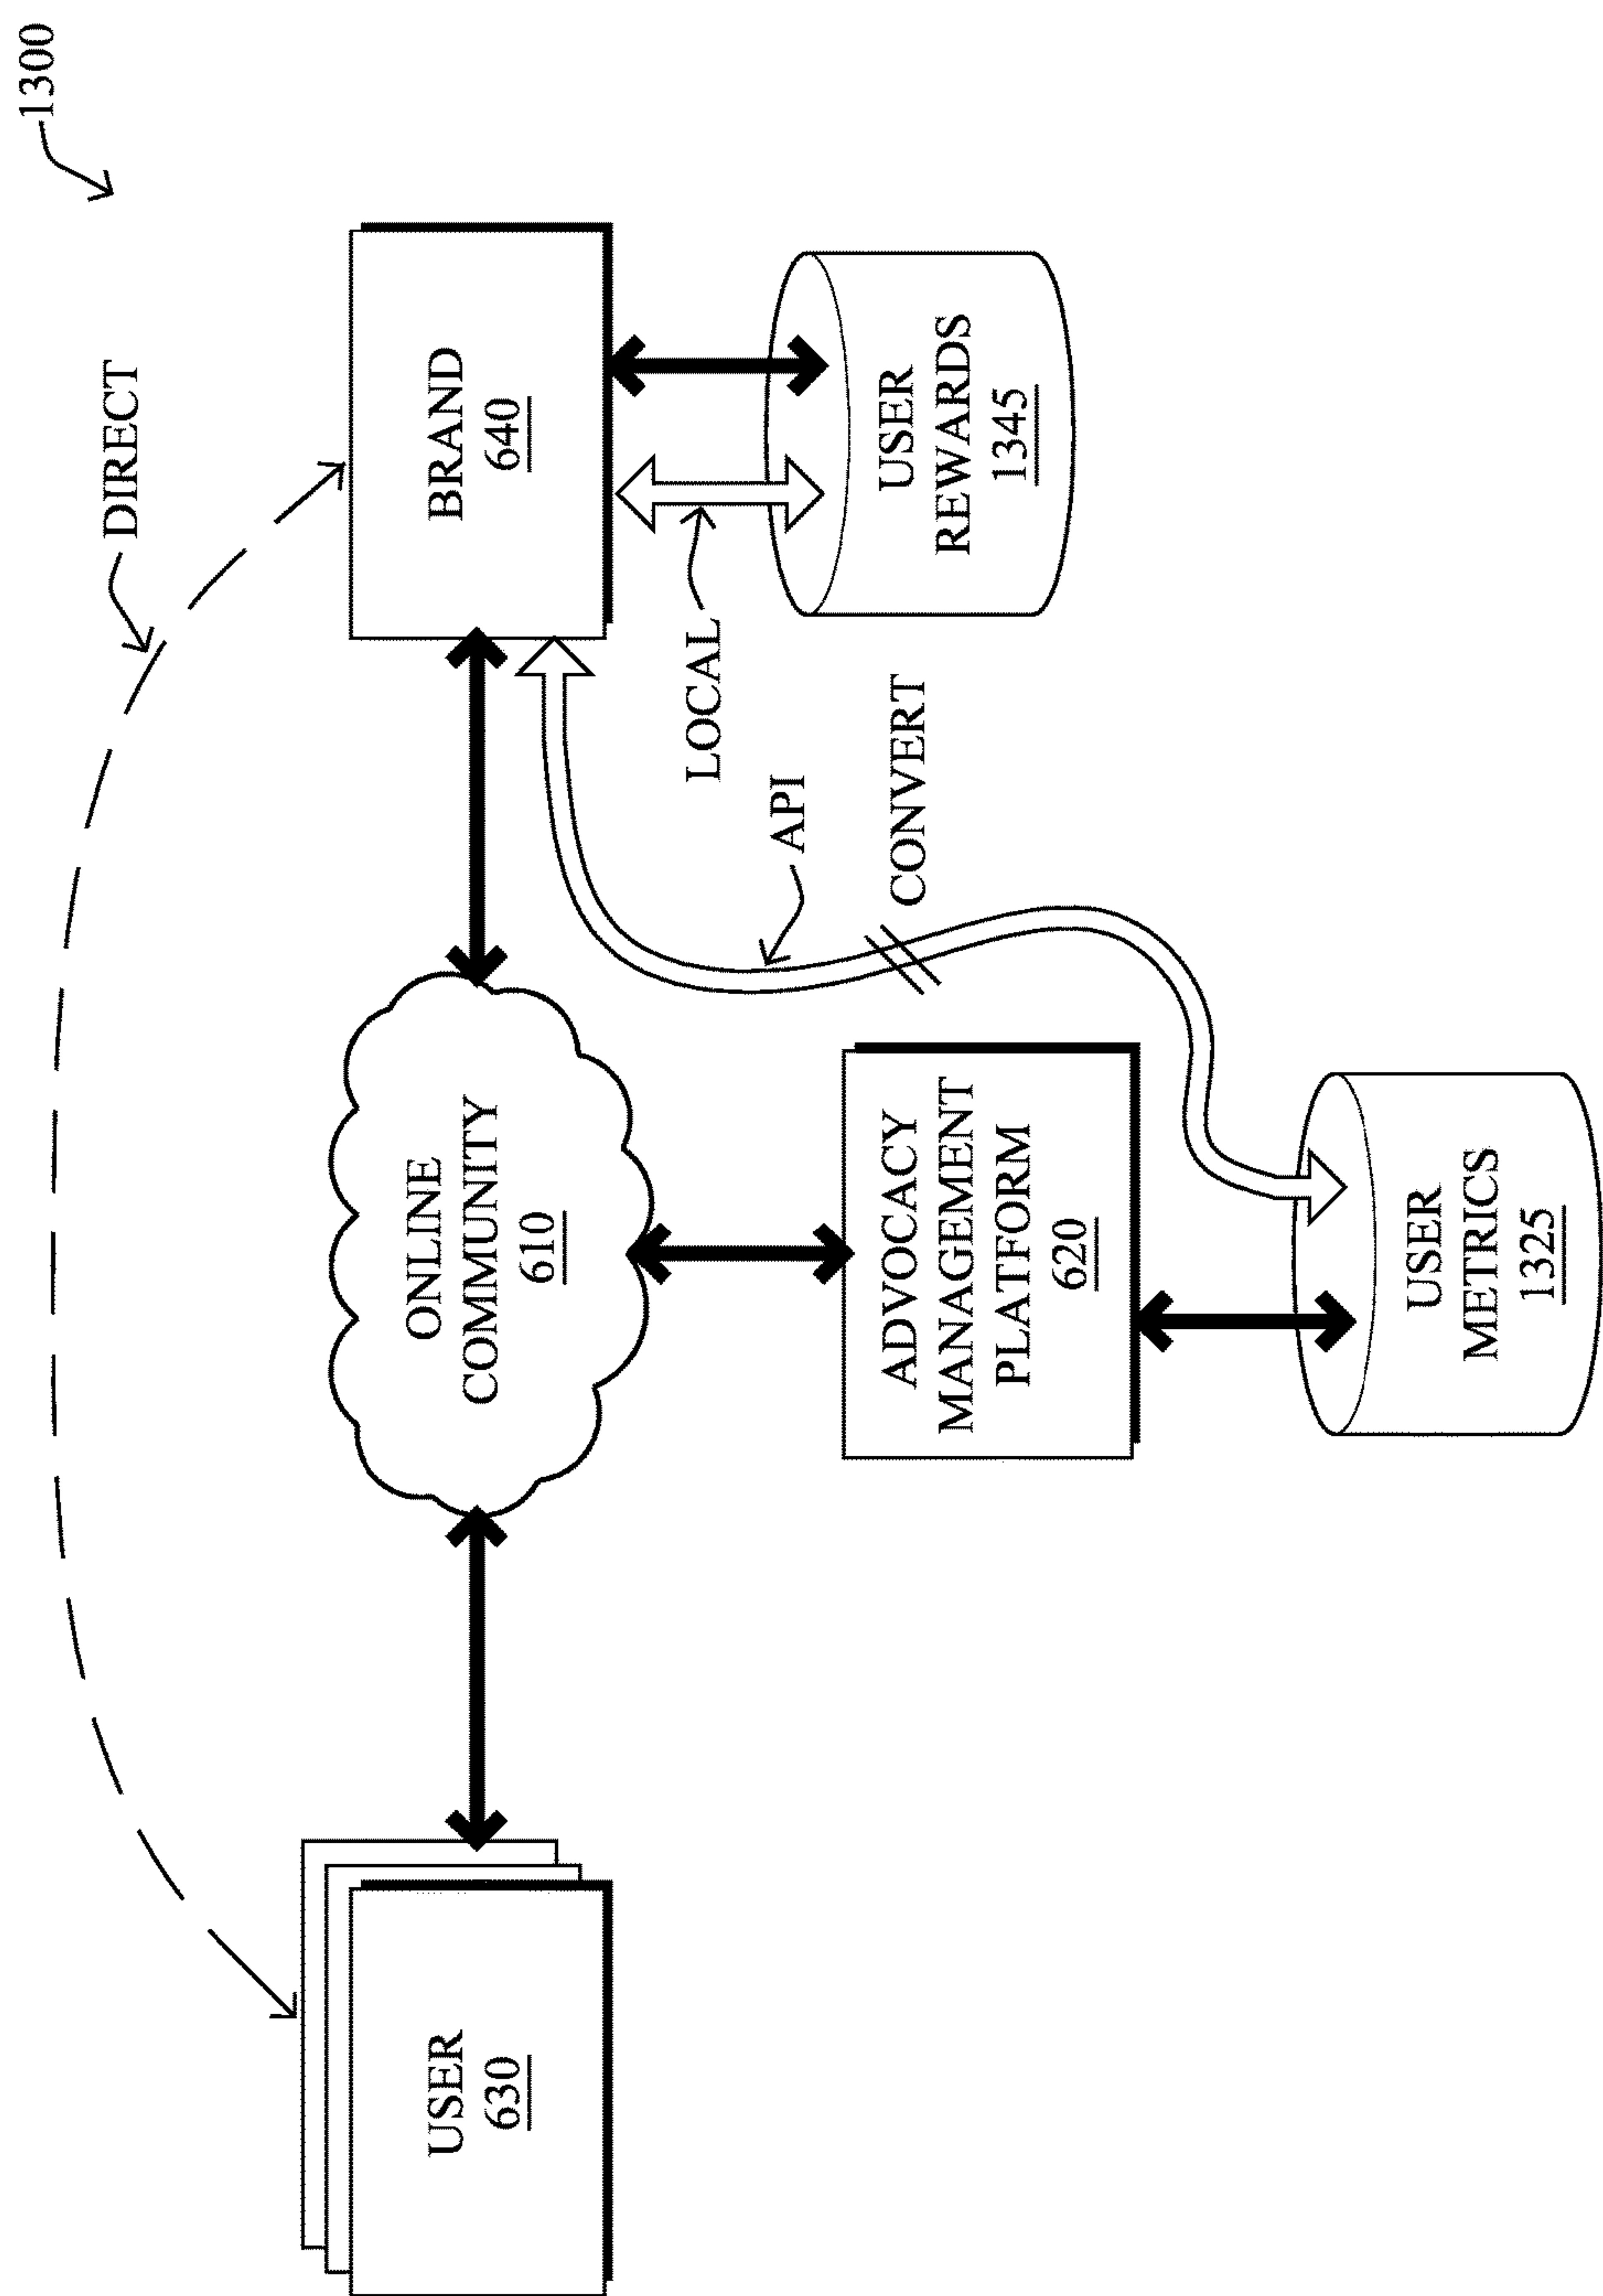 1300
DIRECT
USER
630
ONLINE
COMMUNITY
610
BRAND
640
LOCAL
API
CONVERT
USER
REWARDS
1345
ADVOCACY
MANAGEMENT
PLATFORM
620
USER
METRICS
1325